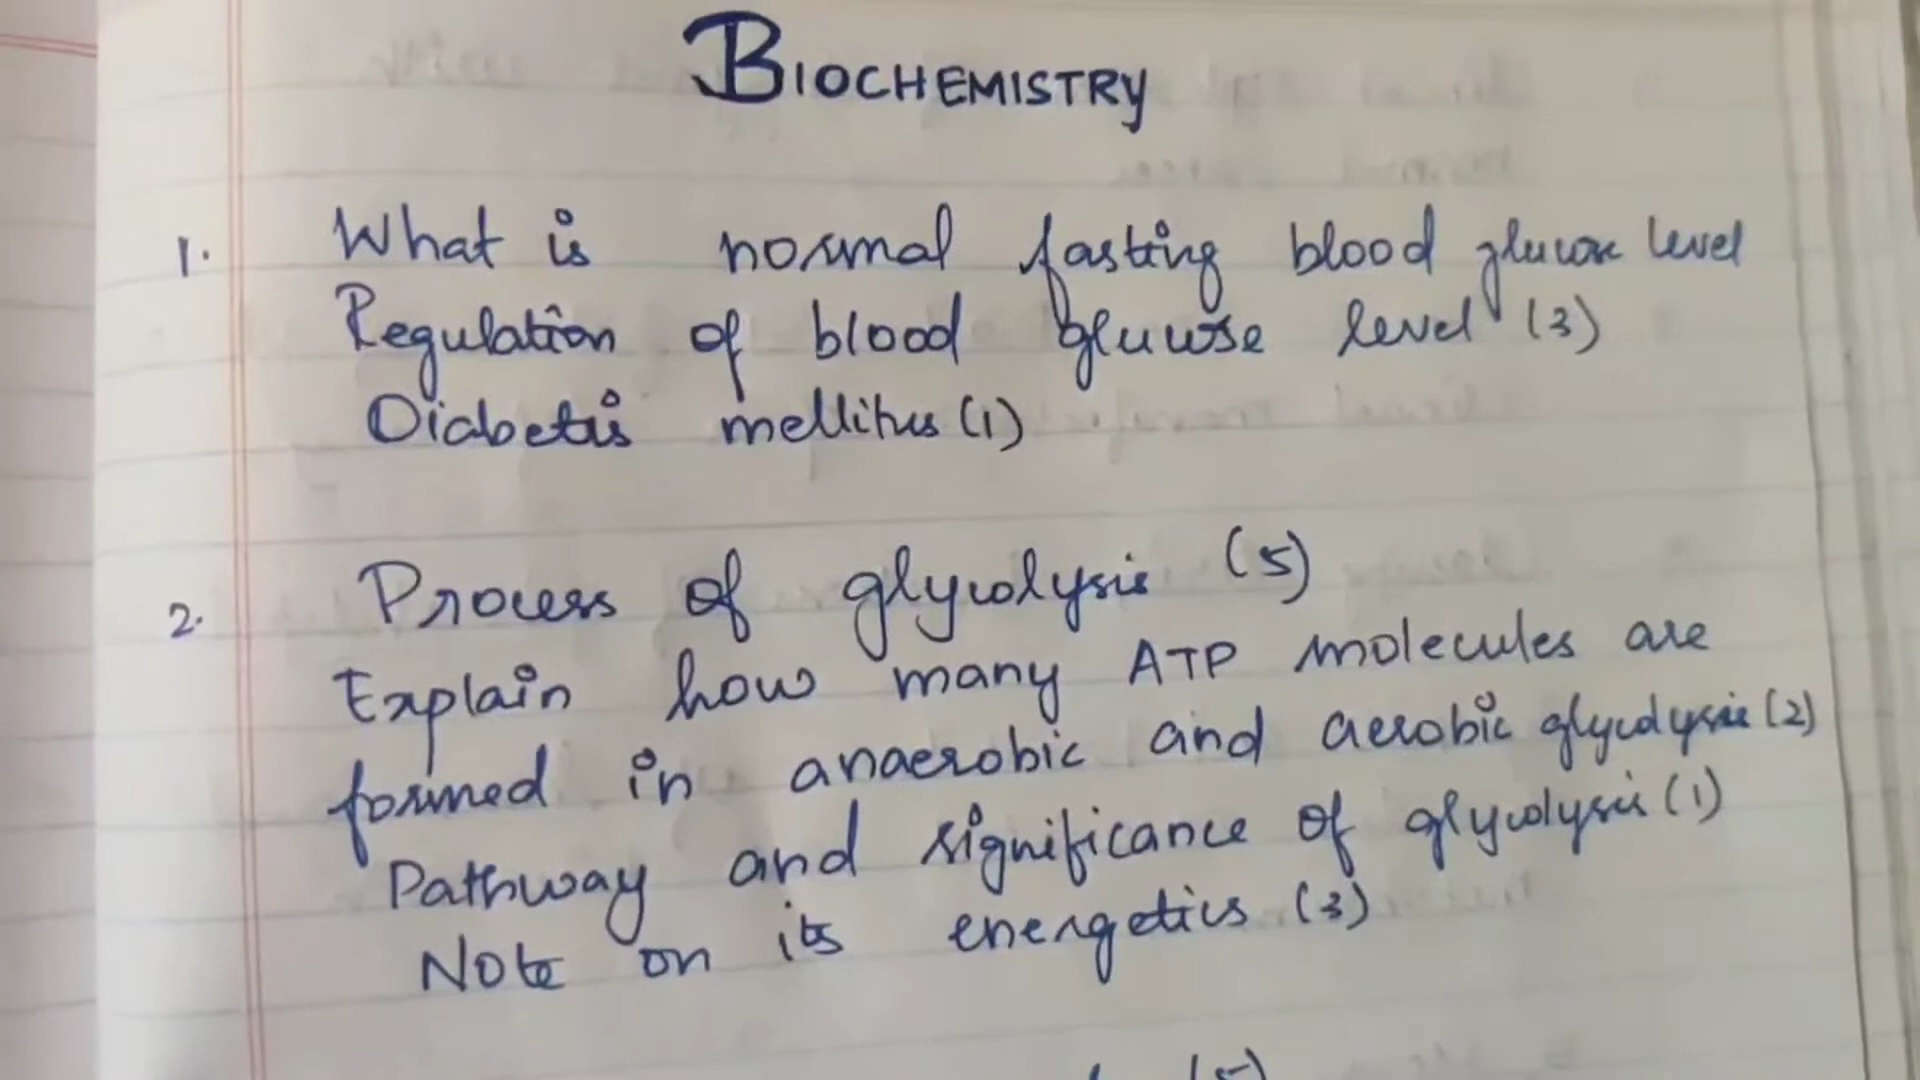 BIOCHEMISTRY
1. What is normal fasting blood glucose level
Regulation of blood glucose level (3)
Diabetis mellitus (1)
2. Process of glycolysis (5)
Explain how many ATP molecules are
formed in anaerobic and aerobic glycolysis (2)
Pathway and significance of glycolysis (1)
Note on its energetics (3)
(5)